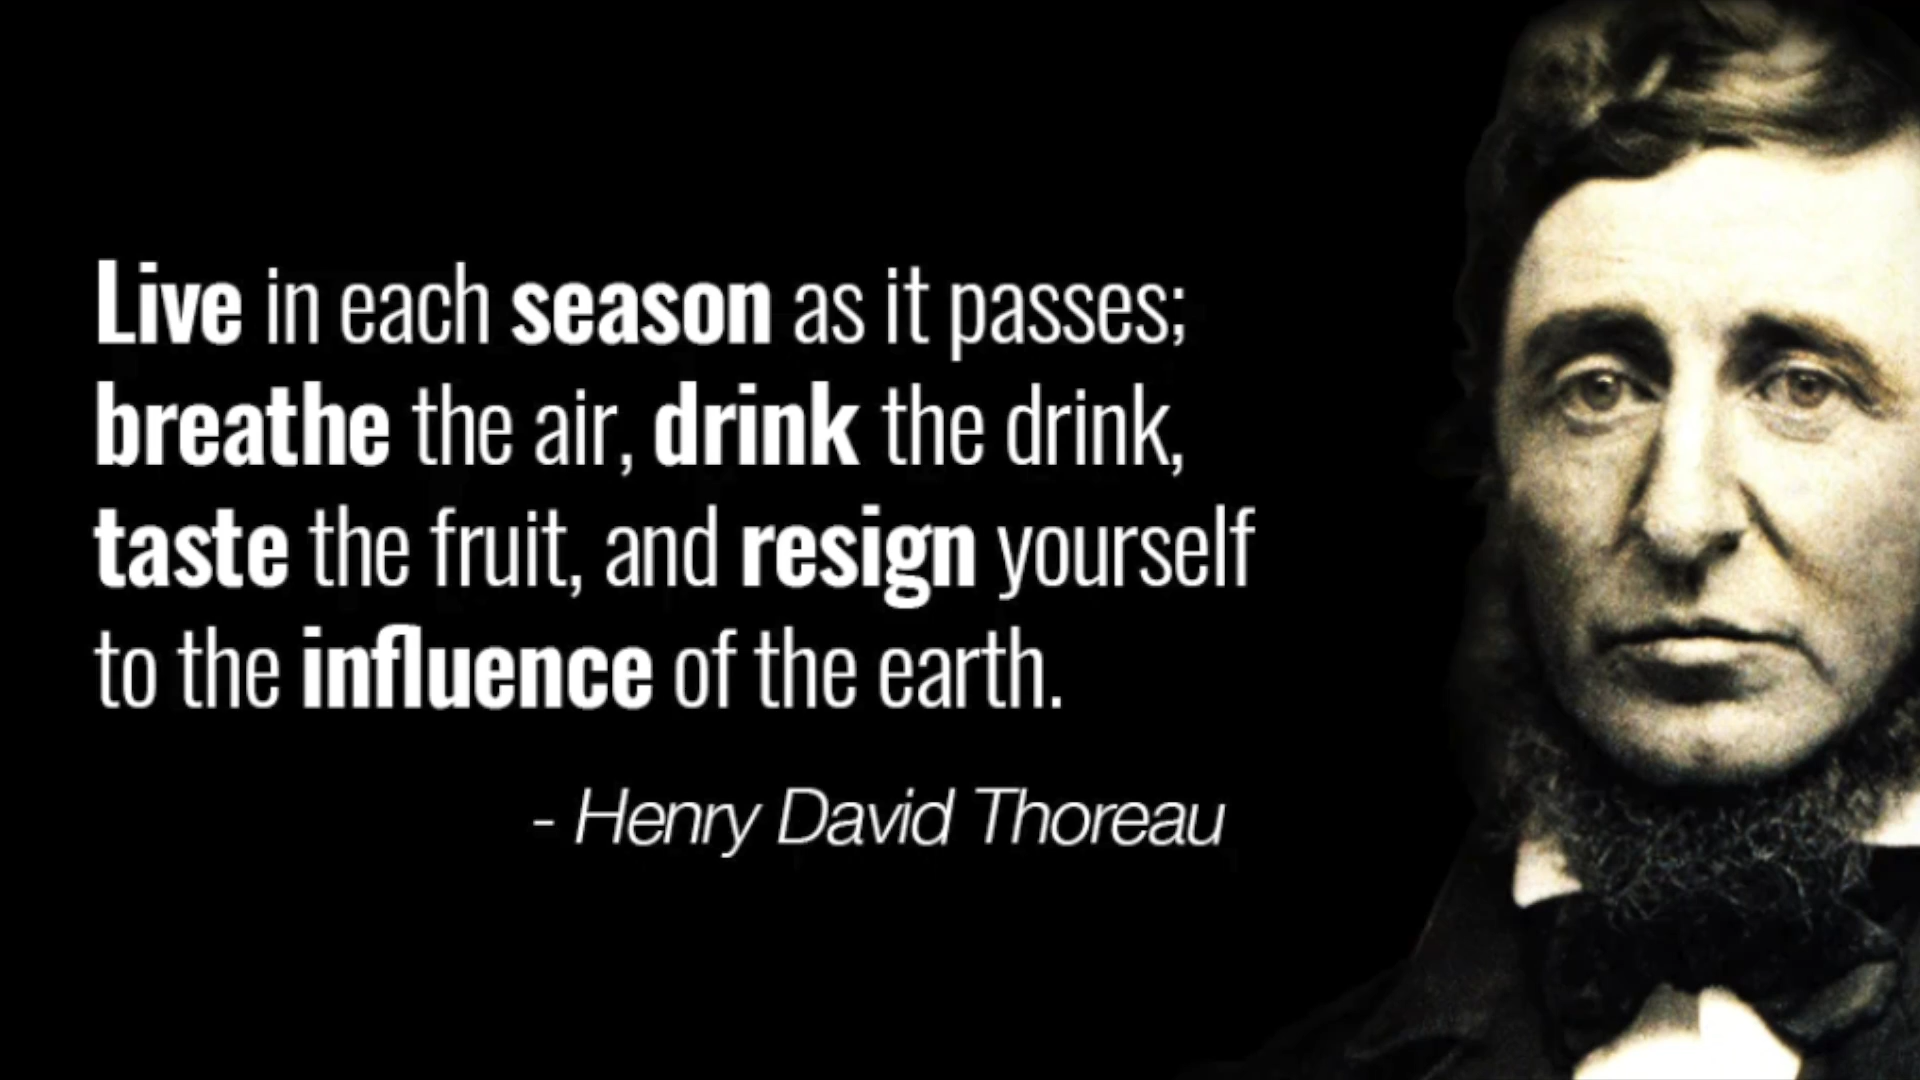 Live in each season as it passes;
breathe the air, drink the drink,
taste the fruit, and resign yourself
to the influence of the earth.
- Henry David Thoreau